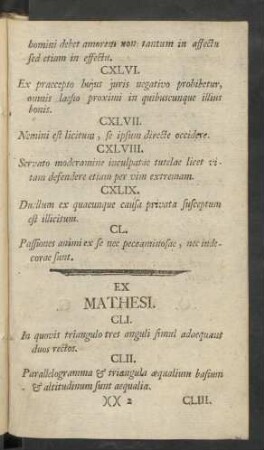 homini debet amorem non tantum in affectu
sed etiam in effectu.
CXLVI.
Ex praecepto hujus juris negativo prohibetur,
omnis laesio proximi in quibuscunque illius
bonis.
CXLVII.
Nemini est licitum, se ipsum directe occidere.
CXLVIII.
Servato moderamine inculpatae tutelae licet vi-
tam defendere etiam per vim extremam.
CXLIX.
Duellum ex quacunque causa privata susceptum
est illicitum.
CL.
Passiones animi ex se nec peccaminosae, nec inde-
corae sunt.
EX
MATHESI.
CLI.
In quovis triangulo tres anguli simul adaequant
duos rectos.
CLII.
Parallelogramma & triangula aequalium basium
& altitudinum sunt aequalia.
XX 2 CLIII.